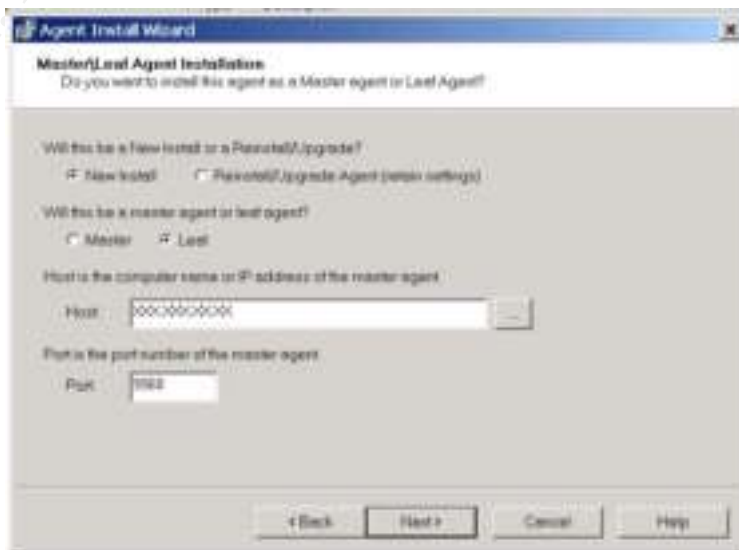 Agent Install Wizard
Master\Leaf Agent Installation
Do you want to install this agent as a Master agent or Leaf Agent?
Will this be a New Install or a Reinstall/Upgrade?
New Install Reinstall/Upgrade Agent (retain settings)
Will this be a master agent or leaf agent?
Master Leaf
Host is the computer name or IP address of the master agent
Host
...
Port is the port number of the master agent
Port
< Back Next > Cancel Help